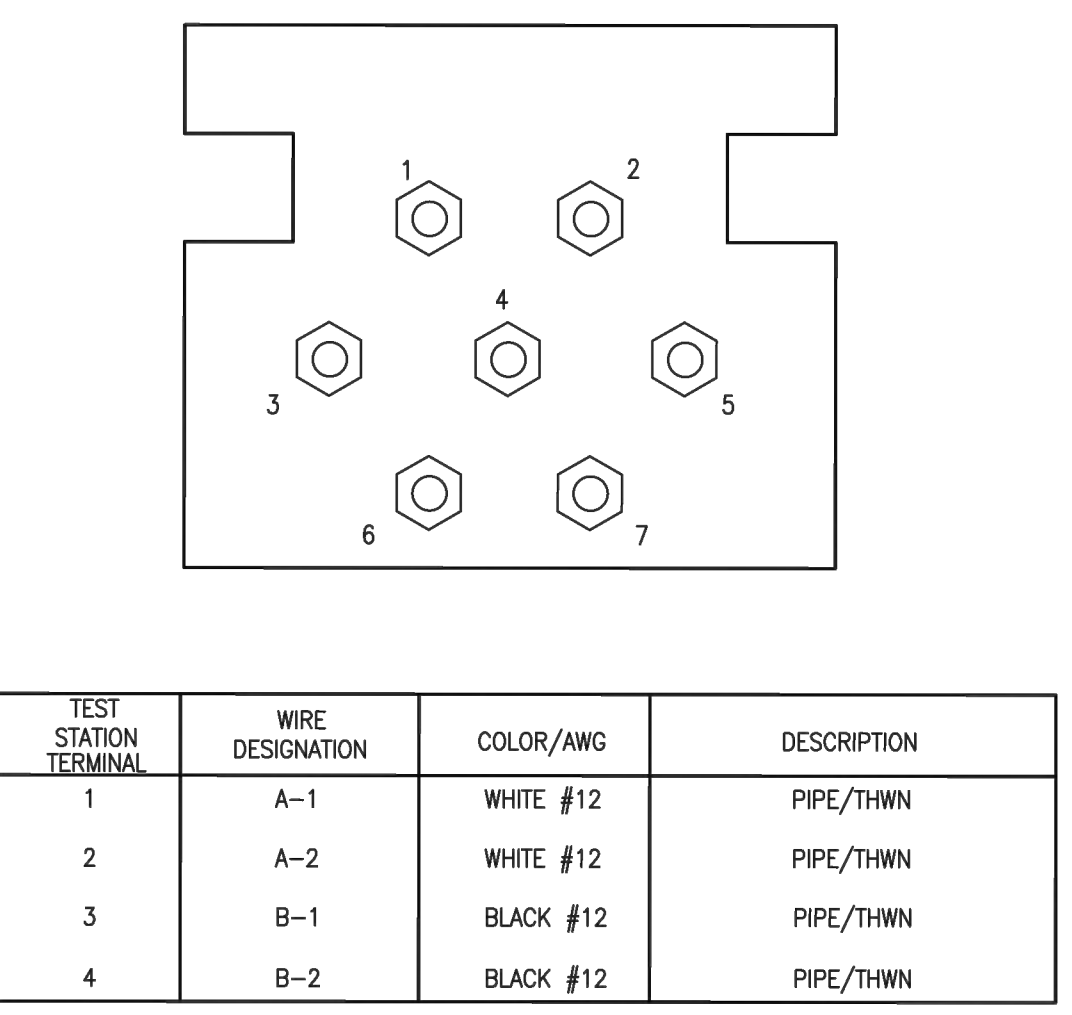 1
2
4
3
5
6
7
TEST
STATION
TERMINAL
WIRE
DESIGNATION
COLOR/AWG
DESCRIPTION
1 A-1 WHITE #12 PIPE/THWN
2 A-2 WHITE #12 PIPE/THWN
3 B-1 BLACK #12 PIPE/THWN
4 B-2 BLACK #12 PIPE/THWN